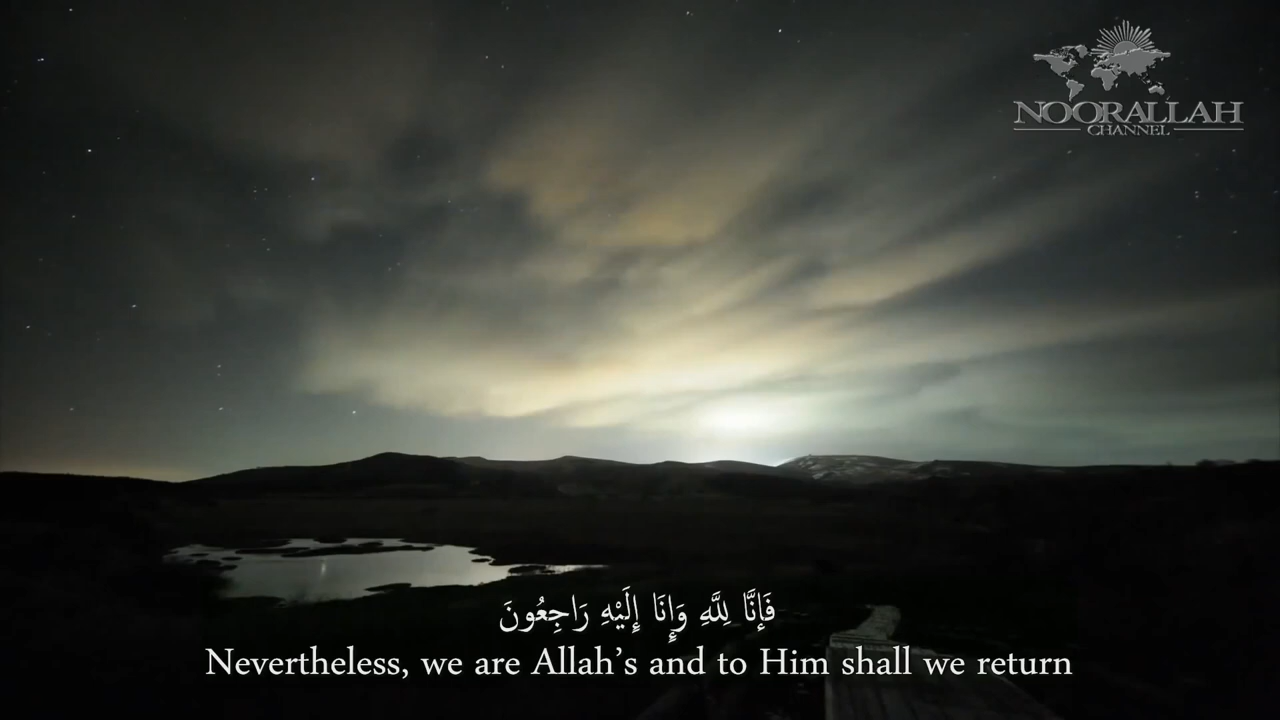 NOORALLAH
CHANNEL
فَإِنَّا لِلَّهِ وَإِنَا إِلَيْهِ رَاجِعُونَ
Nevertheless, we are Allah’s and to Him shall we return